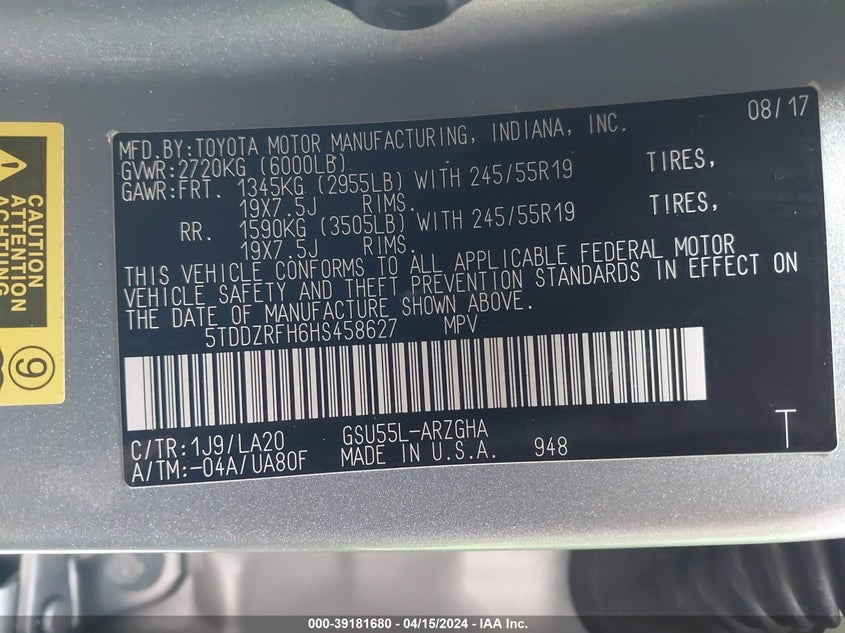 08/17
MFD.BY:TOYOTA MOTOR MANUFACTURING, INDIANA, INC.
GVWR:2720KG (6000LB)
GAWR:FRT. 1345KG (2955LB) WITH 245/55R19 TIRES,
19X7.5J RIMS.
RR. 1590KG (3505LB) WITH 245/55R19 TIRES,
19X7.5J RIMS.
THIS VEHICLE CONFORMS TO ALL APPLICABLE FEDERAL MOTOR
VEHICLE SAFETY AND THEFT PREVENTION STANDARDS IN EFFECT ON
THE DATE OF MANUFACTURE SHOWN ABOVE.
5TDDZRFH6HS458627 MPV
C/TR:1J9/LA20 GSU55L-ARZGHA
A/TM:-04A/UA80F MADE IN U.S.A. 948
T
CAUTION
ATTENTION
ACHTUNG
9
000-39181680 - 04/15/2024 - IAA Inc.